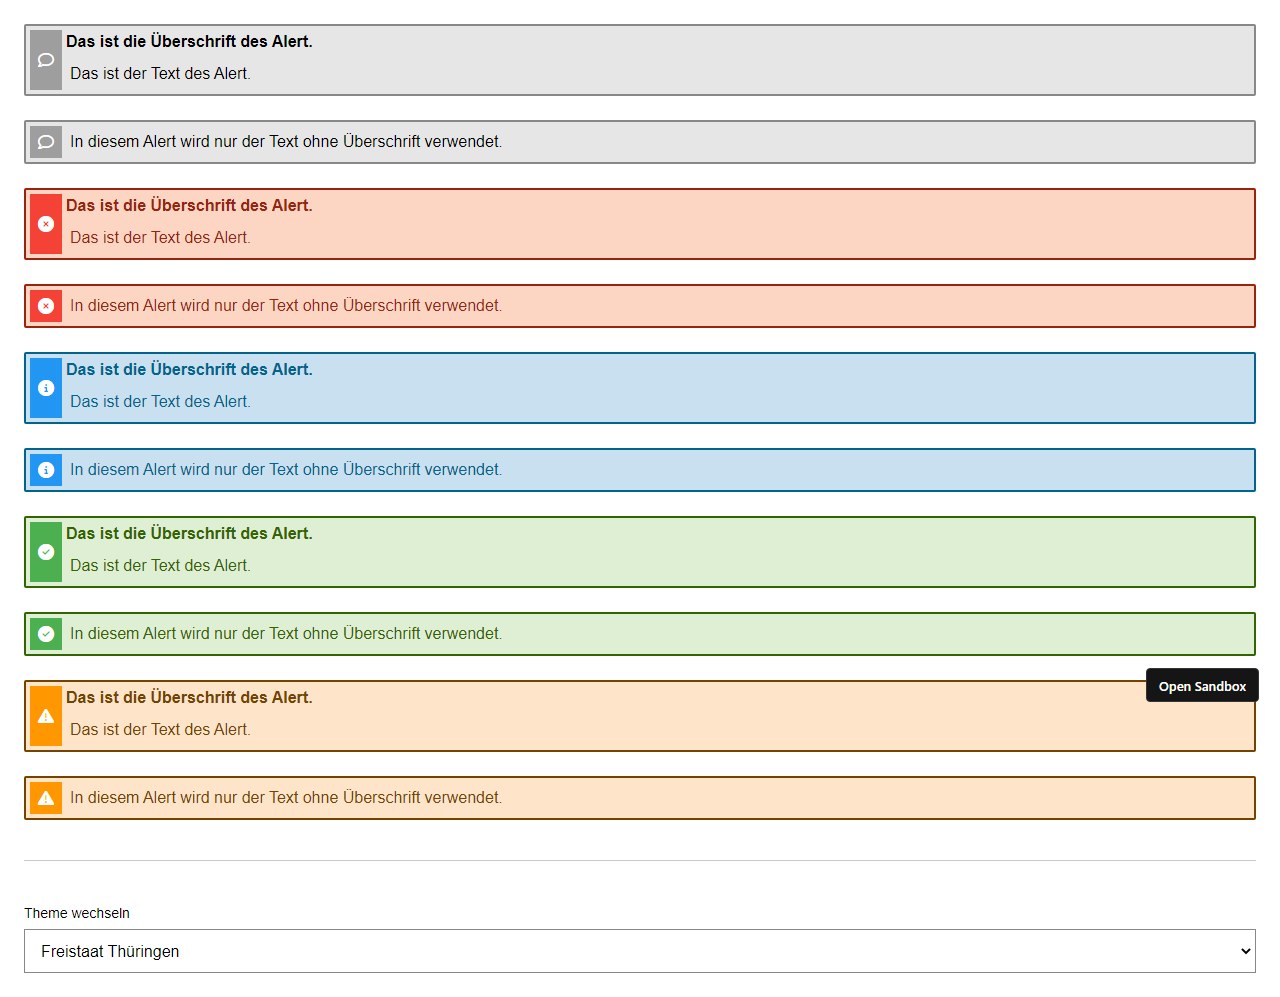 Das ist die Überschrift des Alert.
Das ist der Text des Alert.
In diesem Alert wird nur der Text ohne Überschrift verwendet.
Das ist die Überschrift des Alert.
Das ist der Text des Alert.
In diesem Alert wird nur der Text ohne Überschrift verwendet.
Das ist die Überschrift des Alert.
Das ist der Text des Alert.
In diesem Alert wird nur der Text ohne Überschrift verwendet.
Das ist die Überschrift des Alert.
Das ist der Text des Alert.
In diesem Alert wird nur der Text ohne Überschrift verwendet.
Open Sandbox
Das ist die Überschrift des Alert.
Das ist der Text des Alert.
In diesem Alert wird nur der Text ohne Überschrift verwendet.
Theme wechseln
Freistaat Thüringen